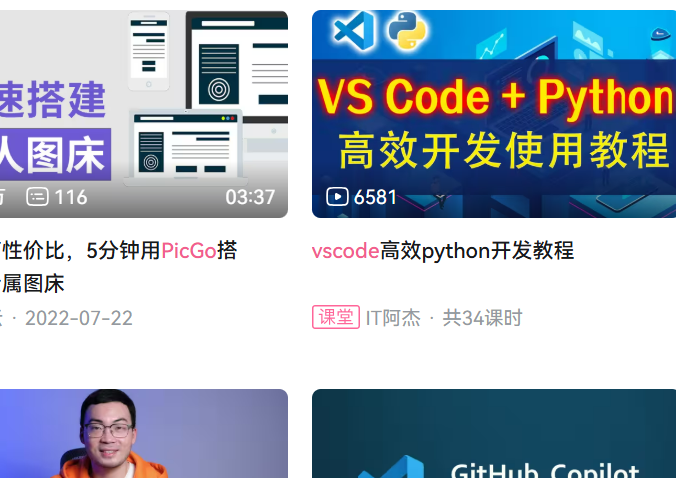 速搭建
人图床
116
03:37
性价比，5分钟用PicGo搭
属图床
· 2022-07-22
VS Code + Python
高效开发使用教程
6581
vscode高效python开发教程
课堂 IT阿杰 · 共34课时
GitHub Copilot